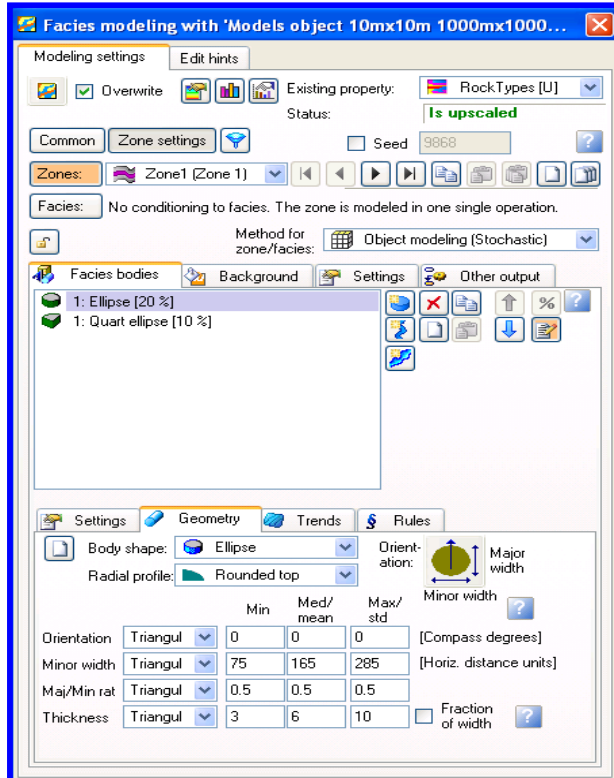 Facies modeling with 'Models object 10mx10m 1000mx1000...
Modeling settings Edit hints
Overwrite Existing property: RockTypes [U]
Status: Is upscaled
Common Zone settings Seed 9868 ?
Zones: Zone1 (Zone 1)
Facies: No conditioning to facies. The zone is modeled in one single operation.
Method for zone/facies: Object modeling (Stochastic)
Facies bodies Background Settings Other output
1: Ellipse [20 %] % ?
1: Quart ellipse [10 %]
Settings Geometry Trends § Rules
Body shape: Ellipse Orient-ation: Major width
Radial profile: Rounded top Minor width ?
Min Med/mean Max/std
Orientation Triangul 0 0 0 [Compass degrees]
Minor width Triangul 75 165 285 [Horiz. distance units]
Maj/Min rat Triangul 0.5 0.5 0.5
Thickness Triangul 3 6 10 Fraction of width ?